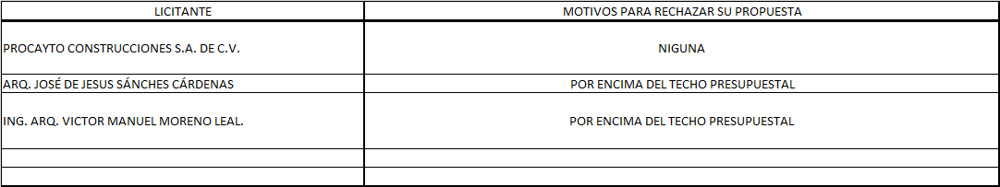 LICITANTE MOTIVOS PARA RECHAZAR SU PROPUESTA
PROCAYTO CONSTRUCCIONES S.A. DE C.V. NIGUNA
ARQ. JOSÉ DE JESUS SÁNCHES CÁRDENAS POR ENCIMA DEL TECHO PRESUPUESTAL
ING. ARQ. VICTOR MANUEL MORENO LEAL. POR ENCIMA DEL TECHO PRESUPUESTAL